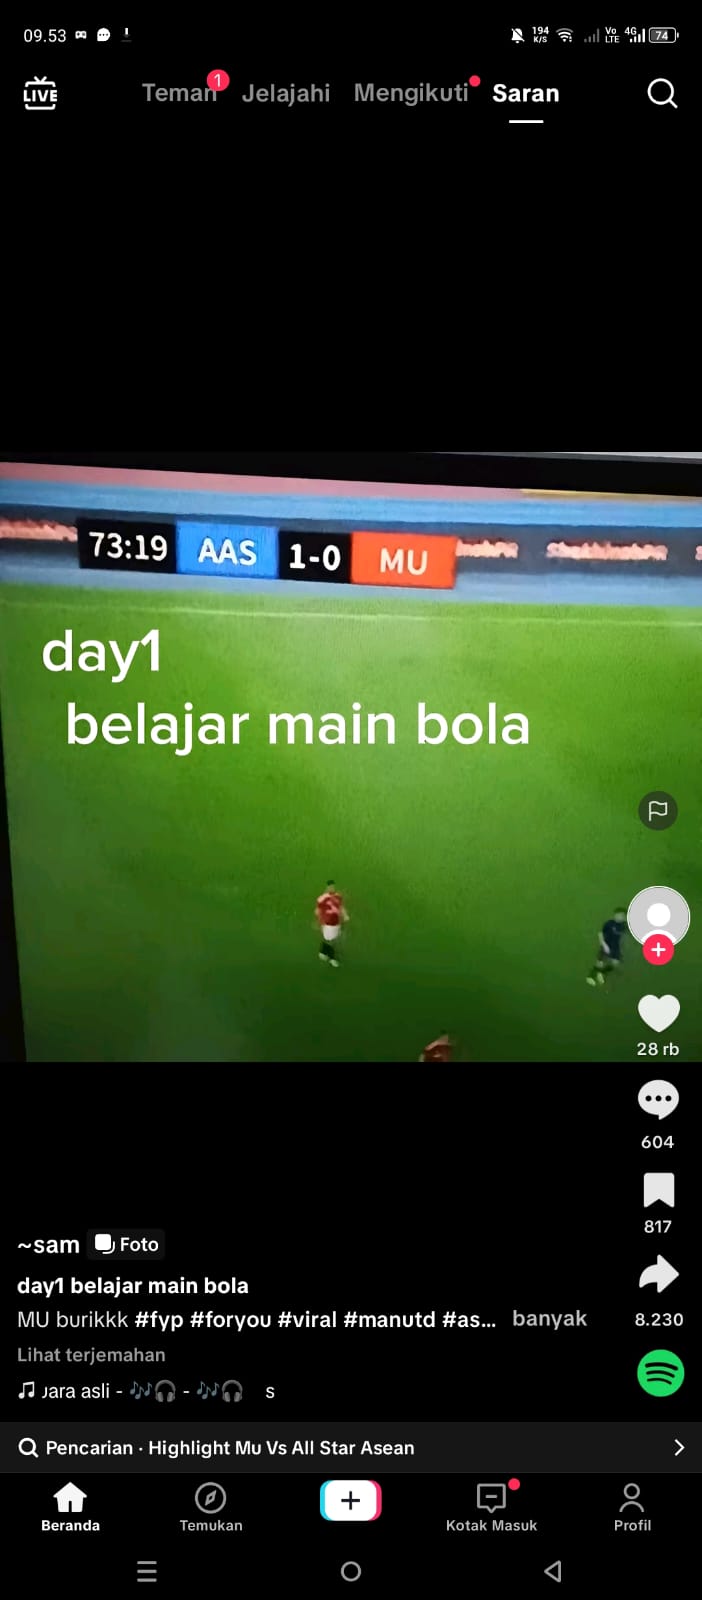 09.53
194 K/S
Vo LTE
4G
74
LIVE
Teman 1 Jelajahi Mengikuti Saran
73:19 AAS 1-0 MU
day1
belajar main bola
28 rb
604
817
8.230
~sam Foto
day1 belajar main bola
MU burikkk #fyp #foryou #viral #manutd #as... banyak
Lihat terjemahan
ara asli - 🎶🎧 - 🎶🎧 s
Pencarian · Highlight Mu Vs All Star Asean
Beranda Temukan Kotak Masuk Profil